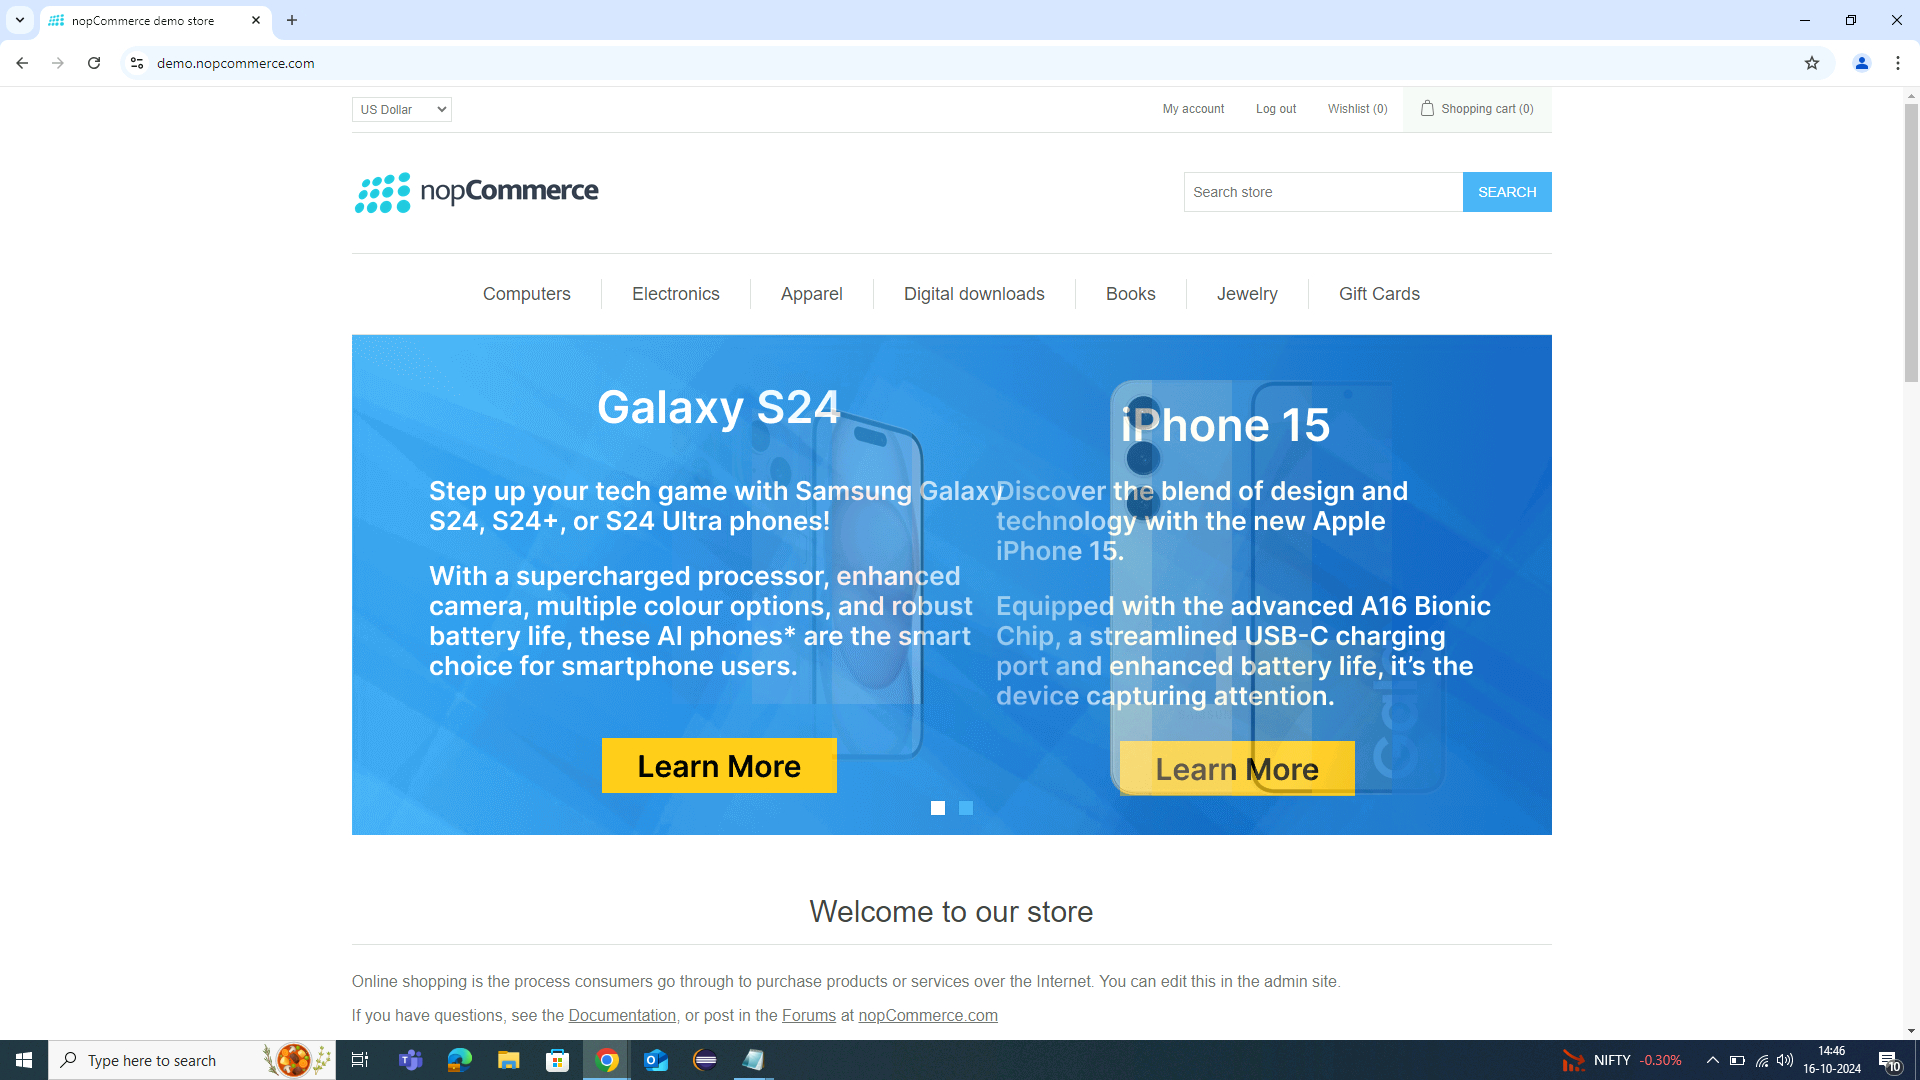 nopCommerce demo store
demo.nopcommerce.com
US Dollar
My account
Log out
Wishlist (0)
Shopping cart (0)
nopCommerce
Search store
SEARCH
Computers
Electronics
Apparel
Digital downloads
Books
Jewelry
Gift Cards
Galaxy S24
Step up your tech game with Samsung Galaxy
S24, S24+, or S24 Ultra phones!
With a supercharged processor, enhanced
camera, multiple colour options, and robust
battery life, these AI phones* are the smart
choice for smartphone users.
Learn More
iPhone 15
Discover the blend of design and
technology with the new Apple
iPhone 15.
Equipped with the advanced A16 Bionic
Chip, a streamlined USB-C charging
port and enhanced battery life, it’s the
device capturing attention.
Learn More
Welcome to our store
Online shopping is the process consumers go through to purchase products or services over the Internet. You can edit this in the admin site.
If you have questions, see the Documentation, or post in the Forums at nopCommerce.com
Type here to search
NIFTY -0.30%
14:46
16-10-2024
10